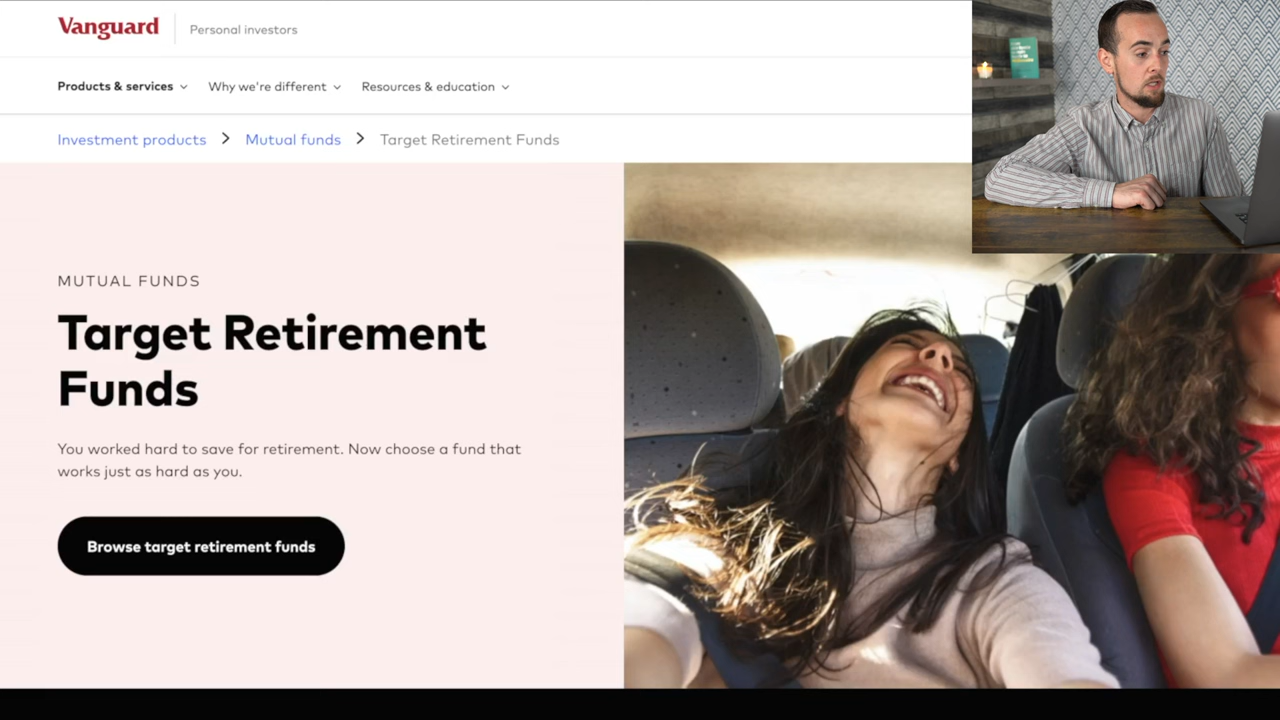 Vanguard
Personal investors
Products & services
Why we're different
Resources & education
Investment products
Mutual funds
Target Retirement Funds
MUTUAL FUNDS
Target Retirement
Funds
You worked hard to save for retirement. Now choose a fund that
works just as hard as you.
Browse target retirement funds